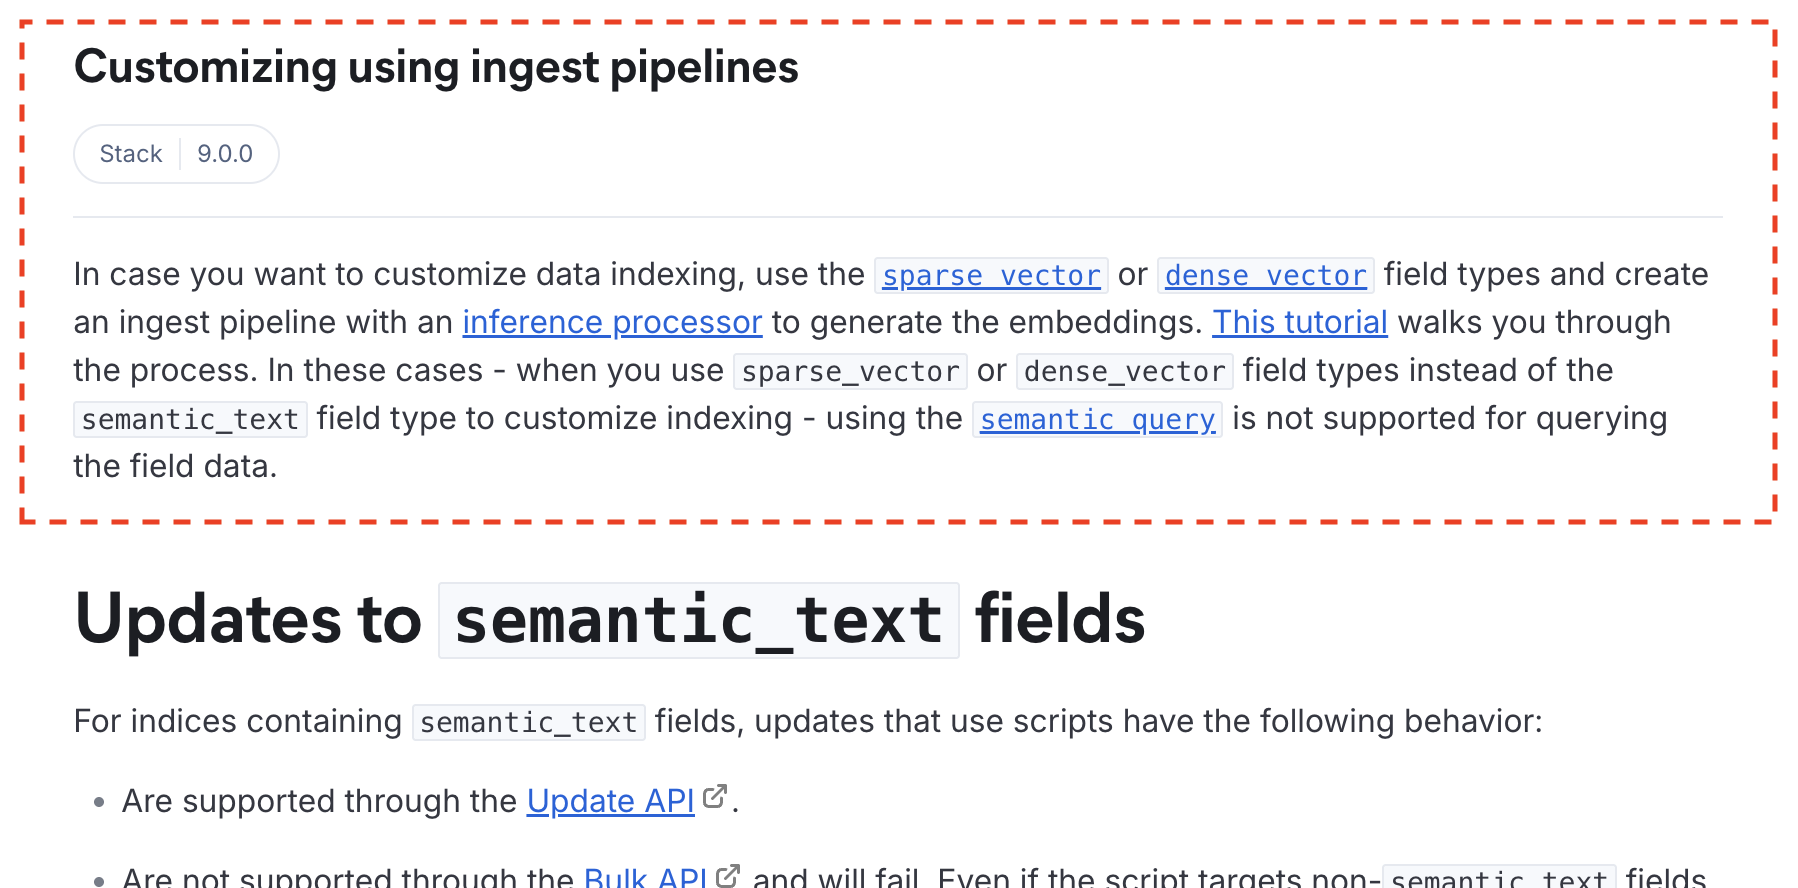 Customizing using ingest pipelines
Stack 9.0.0
In case you want to customize data indexing, use the sparse_vector or dense_vector field types and create
an ingest pipeline with an inference processor to generate the embeddings. This tutorial walks you through
the process. In these cases - when you use sparse_vector or dense_vector field types instead of the
semantic_text field type to customize indexing - using the semantic query is not supported for querying
the field data.
Updates to semantic_text fields
For indices containing semantic_text fields, updates that use scripts have the following behavior:
• Are supported through the Update API.
• Are not supported through the Bulk API and will fail. Even if the script targets non-semantic_text fields